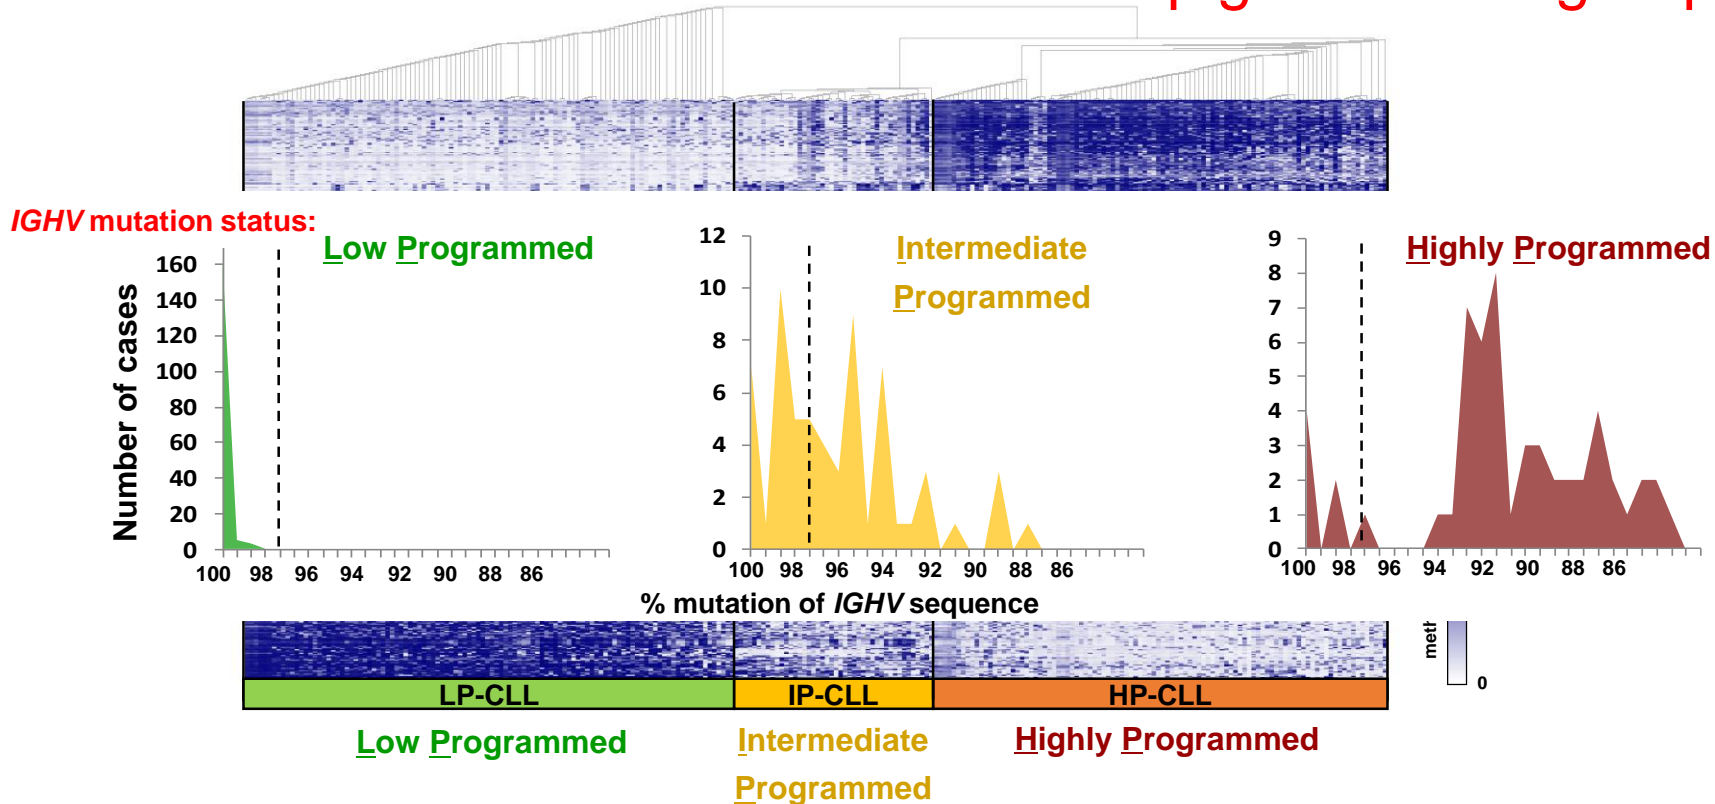 IGHV mutation status:
Low Programmed
Intermediate
Programmed
Highly Programmed
Number of cases
160
140
120
100
80
60
40
20
0
100 98 96 94 92 90 88 86
12
10
8
6
4
2
0
100 98 96 94 92 90 88 86
9
8
7
6
5
4
3
2
1
0
100 98 96 94 92 90 88 86
% mutation of IGHV sequence
0
LP-CLL IP-CLL HP-CLL
Low Programmed
Intermediate
Programmed
Highly Programmed